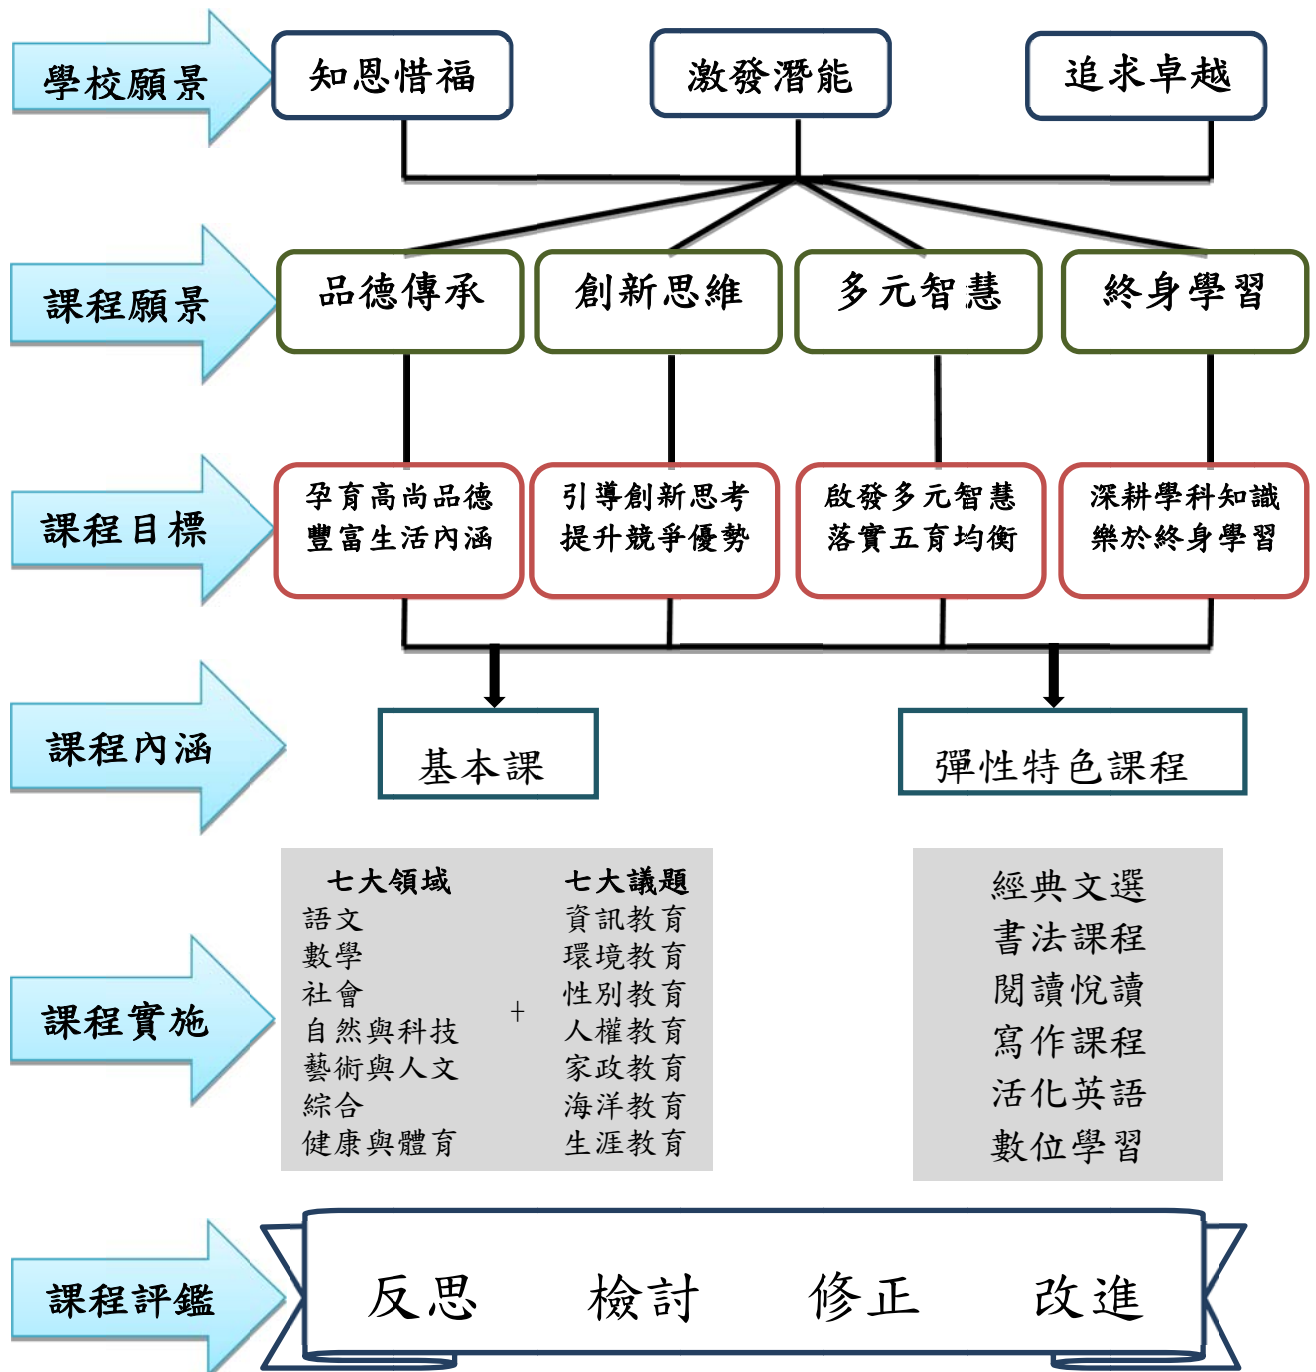 學校願景
知恩惜福
激發潛能
追求卓越
課程願景
品德傳承
創新思維
多元智慧
終身學習
課程目標
孕育高尚品德
豐富生活內涵
引導創新思考
提升競爭優勢
啟發多元智慧
落實五育均衡
深耕學科知識
樂於終身學習
課程內涵
基本課
彈性特色課程
課程實施
七大領域
語文
數學
社會
自然與科技
藝術與人文
綜合
健康與體育
+
七大議題
資訊教育
環境教育
性別教育
人權教育
家政教育
海洋教育
生涯教育
經典文選
書法課程
閱讀悅讀
寫作課程
活化英語
數位學習
課程評鑑
反思 檢討 修正 改進